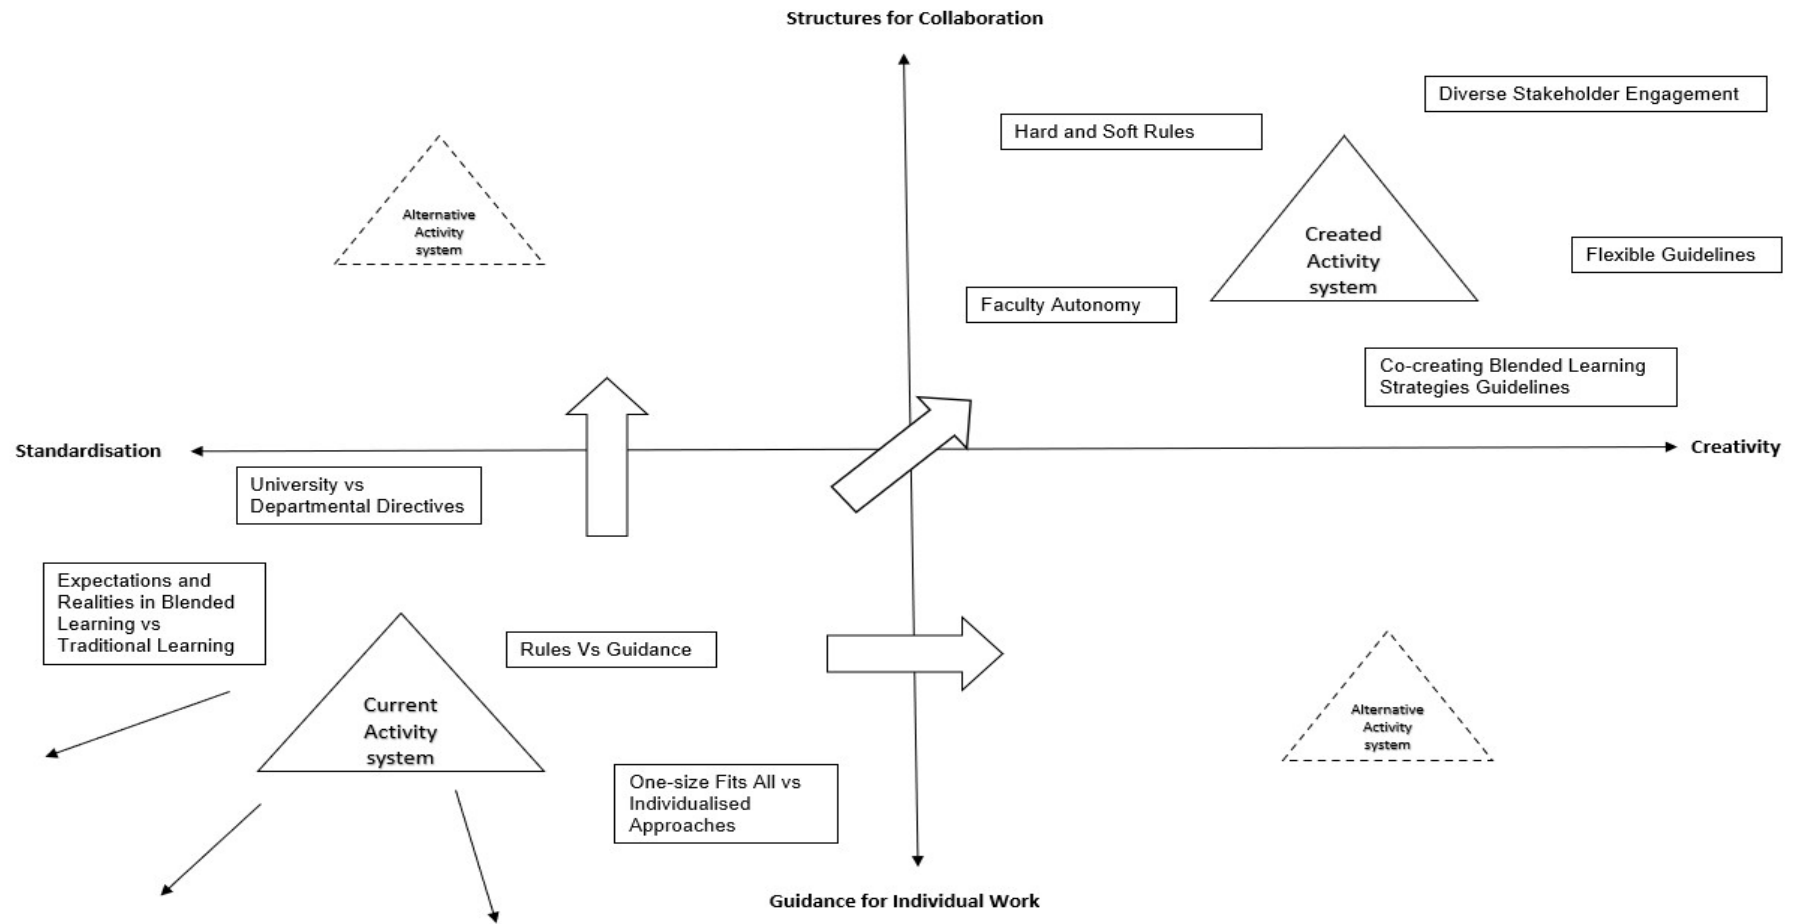 Structures for Collaboration
Diverse Stakeholder Engagement
Hard and Soft Rules
Alternative
Activity
system
Created
Activity
system
Flexible Guidelines
Faculty Autonomy
Co-creating Blended Learning
Strategies Guidelines
Standardisation
Creativity
University vs
Departmental Directives
Expectations and
Realities in Blended
Learning vs
Traditional Learning
Rules Vs Guidance
Current
Activity
system
Alternative
Activity
system
One-size Fits All vs
Individualised
Approaches
Guidance for Individual Work